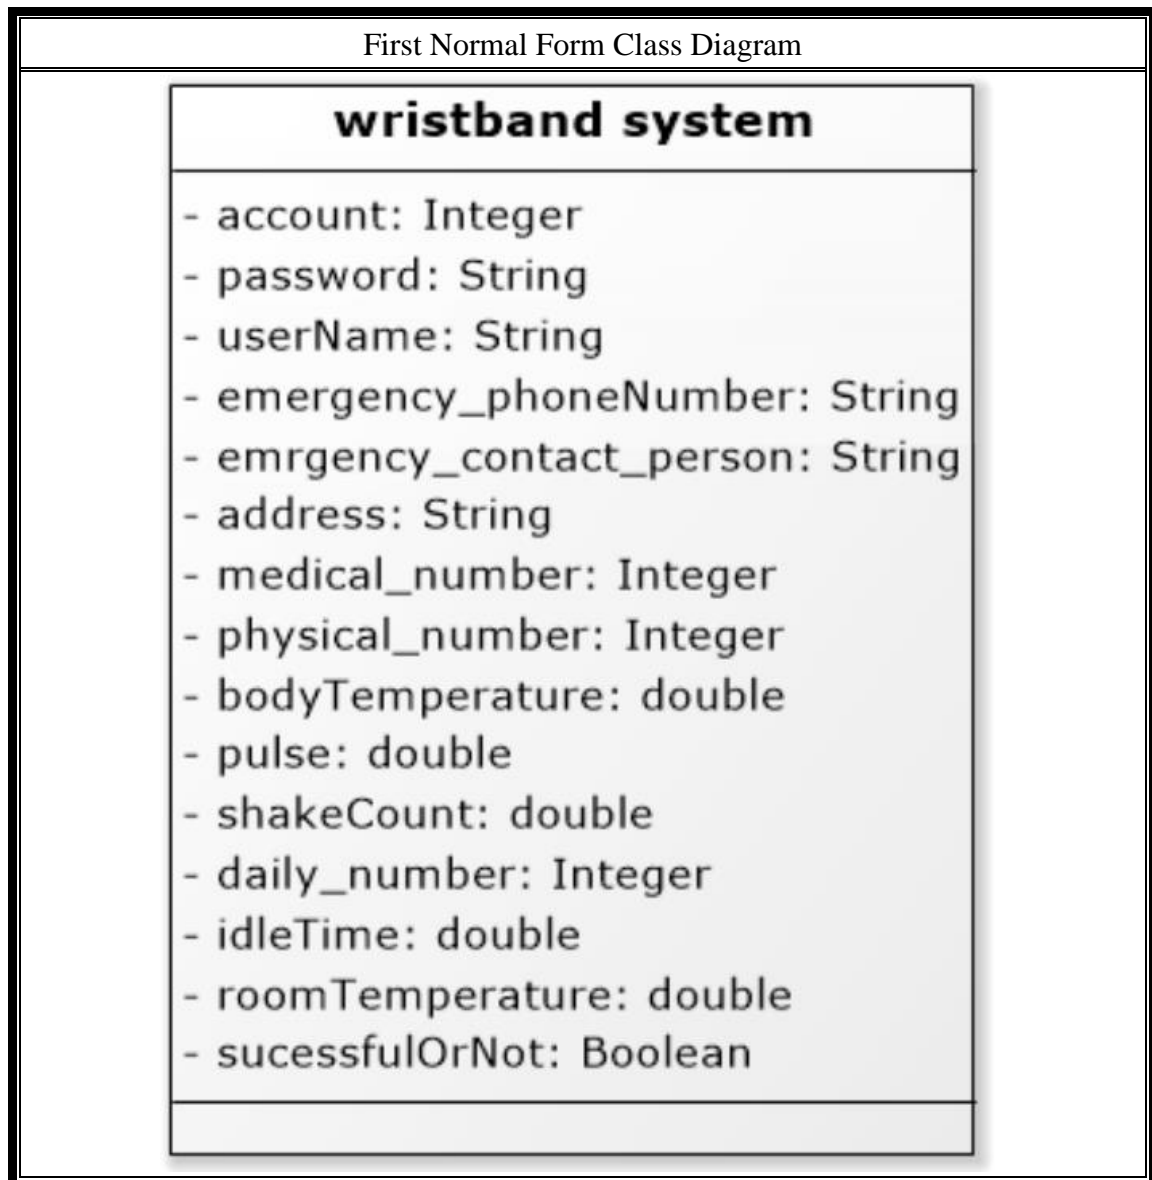 First Normal Form Class Diagram
wristband system
- account: Integer
- password: String
- userName: String
- emergency_phoneNumber: String
- emrgency_contact_person: String
- address: String
- medical_number: Integer
- physical_number: Integer
- bodyTemperature: double
- pulse: double
- shakeCount: double
- daily_number: Integer
- idleTime: double
- roomTemperature: double
- sucessfulOrNot: Boolean